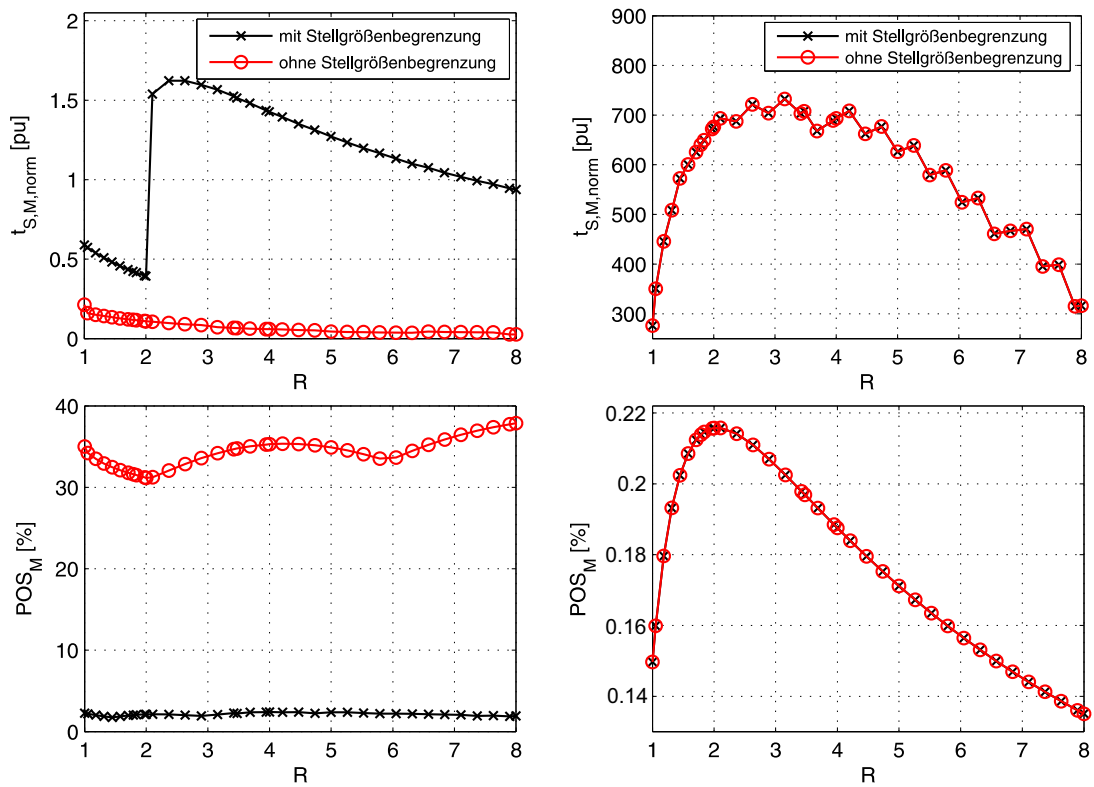 2
1.5
1
0.5
0
t_{S,M,norm} [pu]
mit Stellgrößenbegrenzung
ohne Stellgrößenbegrenzung
1 2 3 4 5 6 7 8
R
900
800
700
600
500
400
300
t_{S,M,norm} [pu]
mit Stellgrößenbegrenzung
ohne Stellgrößenbegrenzung
1 2 3 4 5 6 7 8
R
40
30
20
10
0
POS_M [%]
1 2 3 4 5 6 7 8
R
0.22
0.2
0.18
0.16
0.14
POS_M [%]
1 2 3 4 5 6 7 8
R